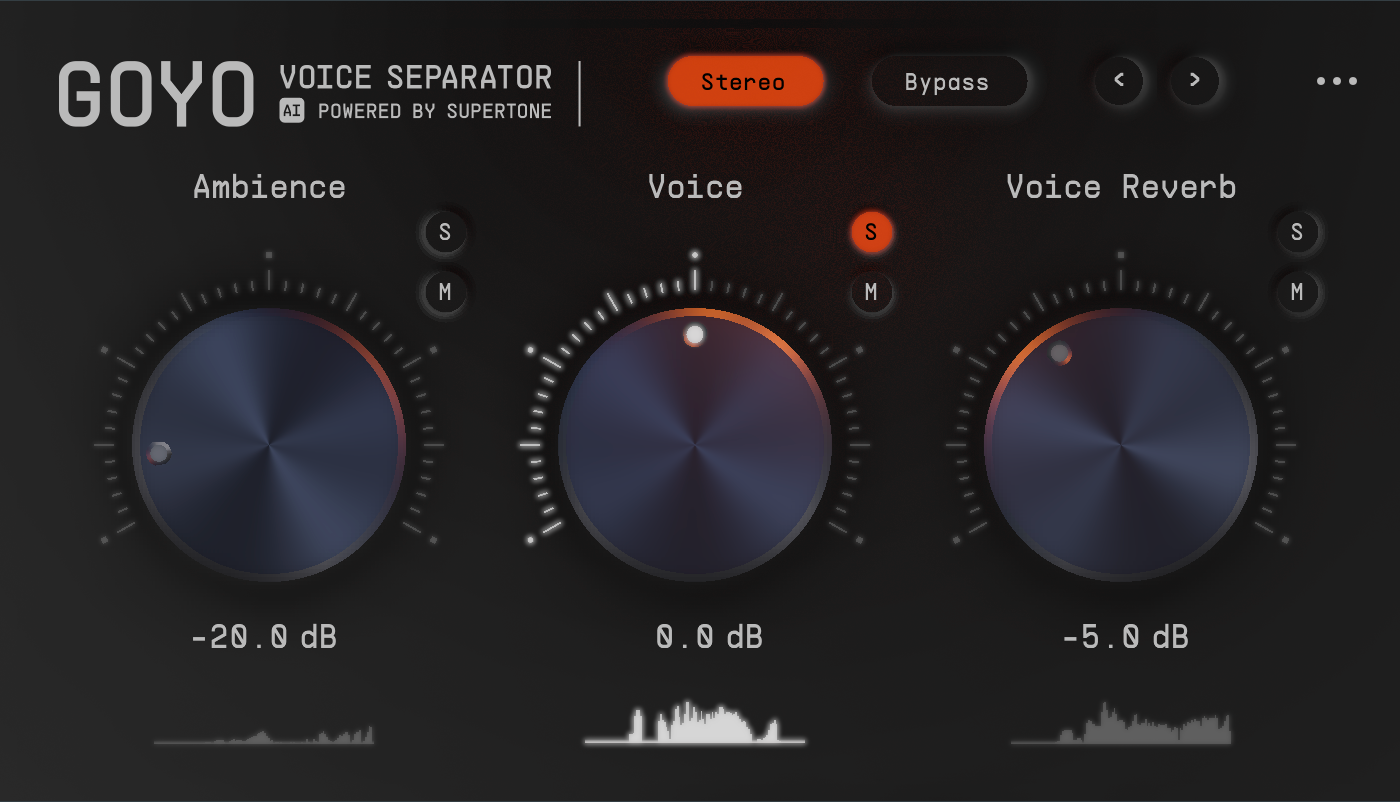 GOYO VOICE SEPARATOR
AI POWERED BY SUPERTONE
Stereo
Bypass
<
>
Ambience
S
M
-20.0 dB
Voice
S
M
0.0 dB
Voice Reverb
S
M
-5.0 dB